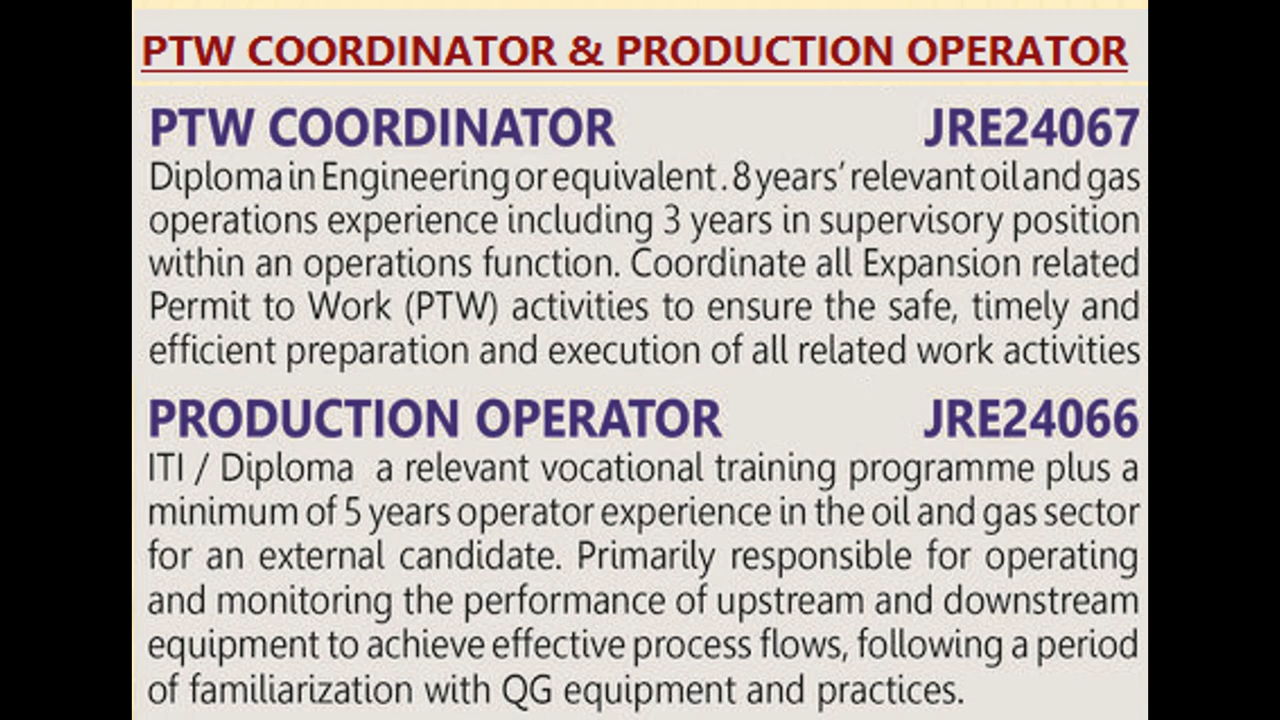 PTW COORDINATOR & PRODUCTION OPERATOR
PTW COORDINATOR JRE24067
Diploma in Engineering or equivalent . 8 years’ relevant oil and gas
operations experience including 3 years in supervisory position
within an operations function. Coordinate all Expansion related
Permit to Work (PTW) activities to ensure the safe, timely and
efficient preparation and execution of all related work activities
PRODUCTION OPERATOR JRE24066
ITI / Diploma a relevant vocational training programme plus a
minimum of 5 years operator experience in the oil and gas sector
for an external candidate. Primarily responsible for operating
and monitoring the performance of upstream and downstream
equipment to achieve effective process flows, following a period
of familiarization with QG equipment and practices.